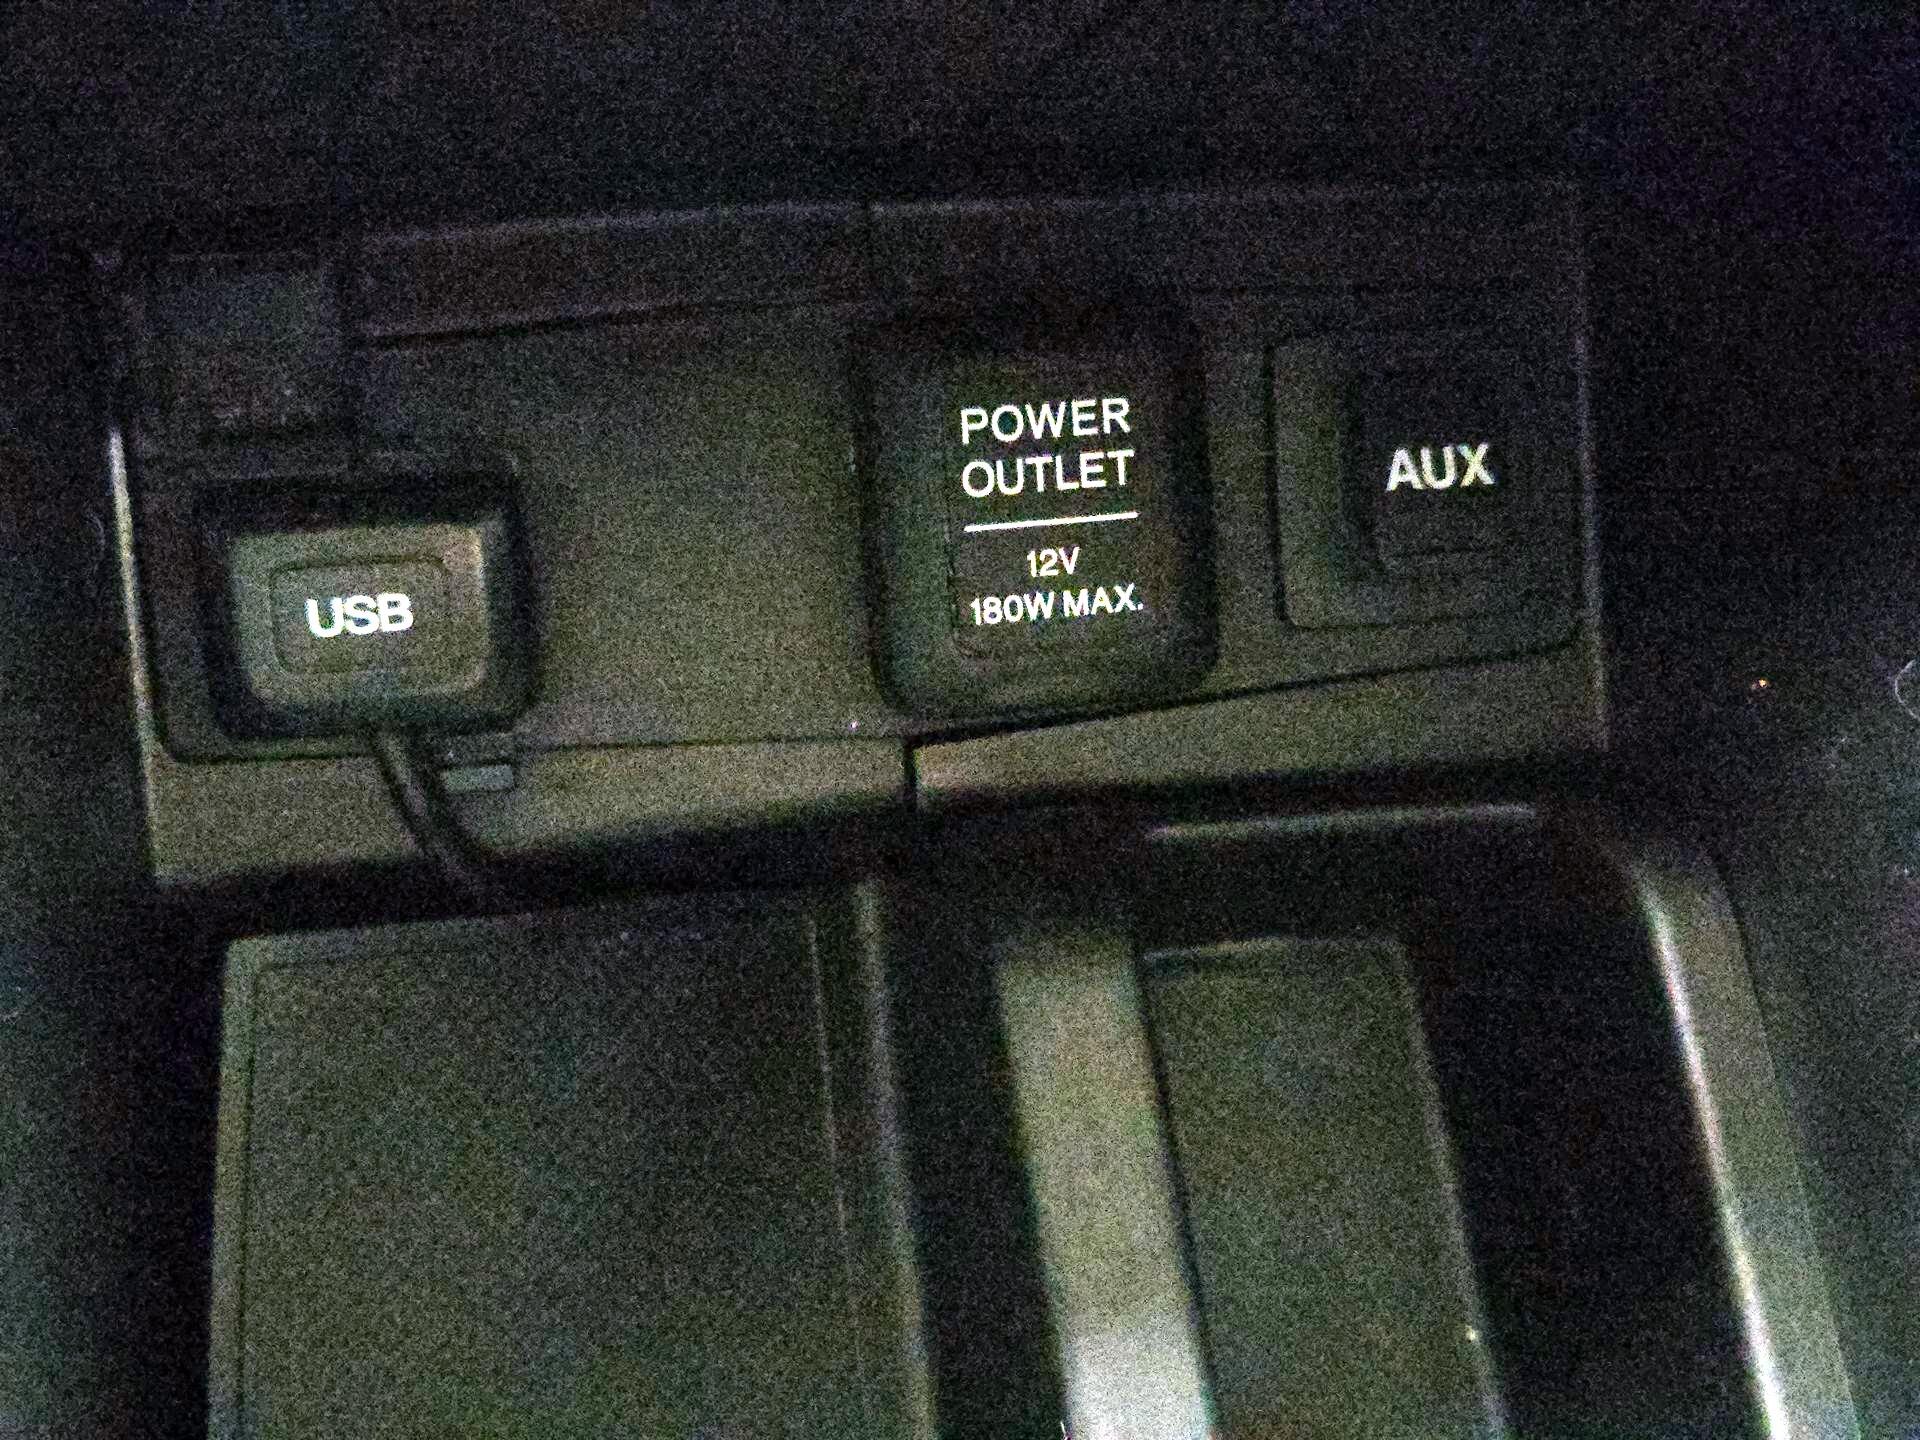 USB
POWER
OUTLET
12V
180W MAX.
AUX